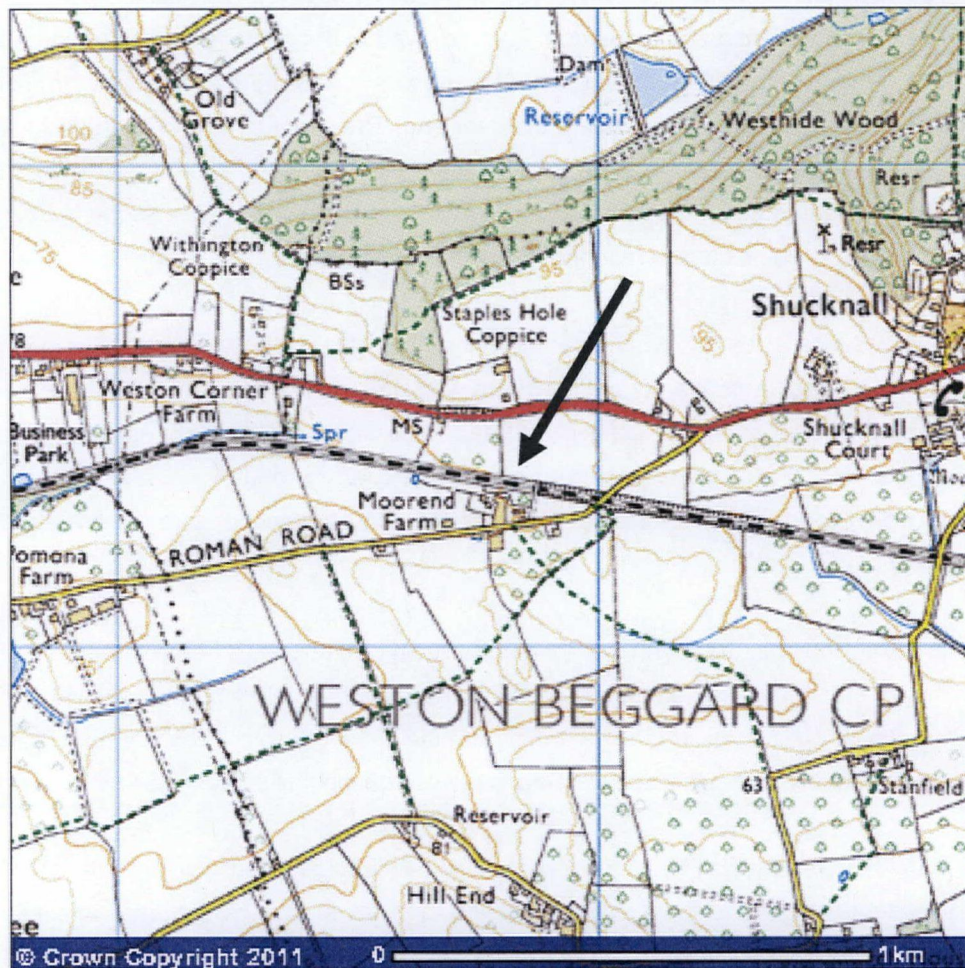 Old
Grove
Dam
Reservoir
Westhide Wood
100
85
75
Resr
Withington
Coppice
BSs
95
Resr
Staples Hole
Coppice
Shucknall
95
78
Weston Corner
Farm
MS
Shucknall
Court
Business
Park
Spr
Moorend
Farm
ROMAN ROAD
Pomona
Farm
WESTON BEGGARD CP
63
Stanfield
Reservoir
81
Hill End
© Crown Copyright 2011
0
1km